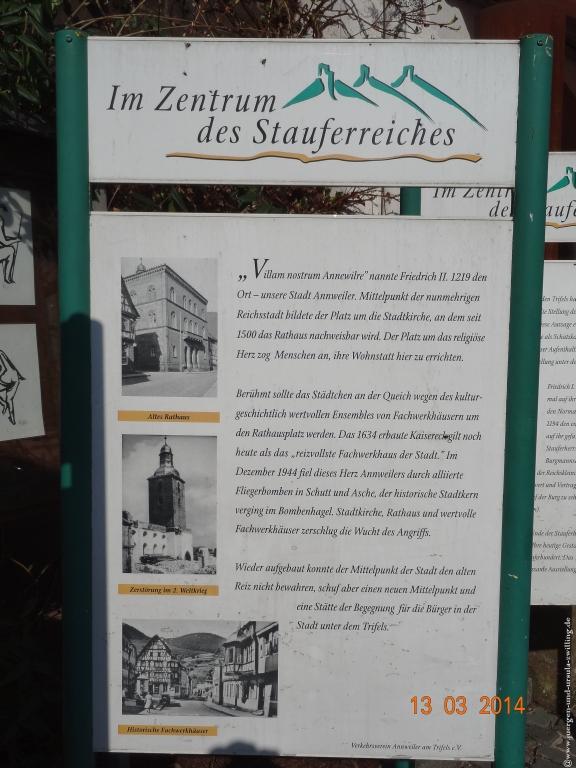 Im Zentrum
des Stauferreiches
„Villam nostrum Annewilre" nannte Friedrich II. 1219 den
Ort – unsere Stadt Annweiler. Mittelpunkt der nunmehrigen
Reichsstadt bildete der Platz um die Stadtkirche, an dem seit
1500 das Rathaus nachweisbar wird. Der Platz um das religiöse
Herz zog Menschen an, ihre Wohnstatt hier zu errichten.
Berühmt sollte das Städtchen an der Queich wegen des kultur-
geschichtlich wertvollen Ensembles von Fachwerkhäusern um
den Rathausplatz werden. Das 1634 erbaute Kaisereck gilt noch
heute als das „reizvollste Fachwerkhaus der Stadt." Im
Dezember 1944 fiel dieses Herz Annweilers durch alliierte
Fliegerbomben in Schutt und Asche, der historische Stadtkern
verging im Bombenhagel. Stadtkirche, Rathaus und wertvolle
Fachwerkhäuser zerschlug die Wucht des Angriffs.
Wieder aufgebaut konnte der Mittelpunkt der Stadt den alten
Reiz nicht bewahren, schuf aber einen neuen Mittelpunkt und
eine Stätte der Begegnung für die Bürger in der
Stadt unter dem Trifels.
Altes Rathaus
Zerstörung im 2. Weltkrieg
Historische Fachwerkhäuser
Verkehrsverein Annweiler am Trifels e.V.
13 03 2014
@www.juergen-und-ursula-zwilling.de